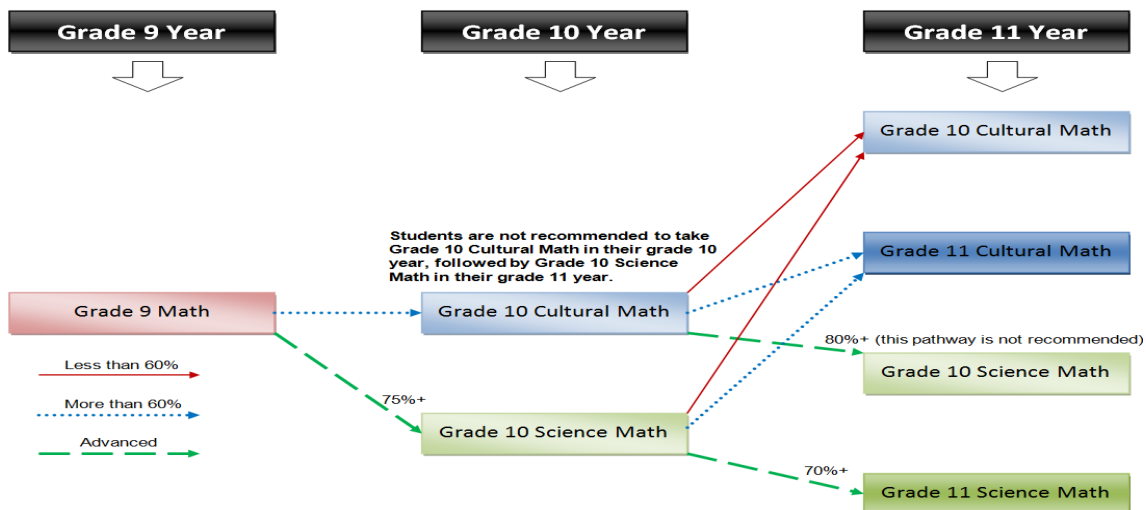 Grade 9 Year
Grade 10 Year
Grade 11 Year
Grade 10 Cultural Math
Students are not recommended to take
Grade 10 Cultural Math in their grade 10
year, followed by Grade 10 Science
Math in their grade 11 year.
Grade 11 Cultural Math
Grade 9 Math
Grade 10 Cultural Math
80%+ (this pathway is not recommended)
Less than 60%
Grade 10 Science Math
75%+
More than 60%
Grade 10 Science Math
Advanced
70%+
Grade 11 Science Math